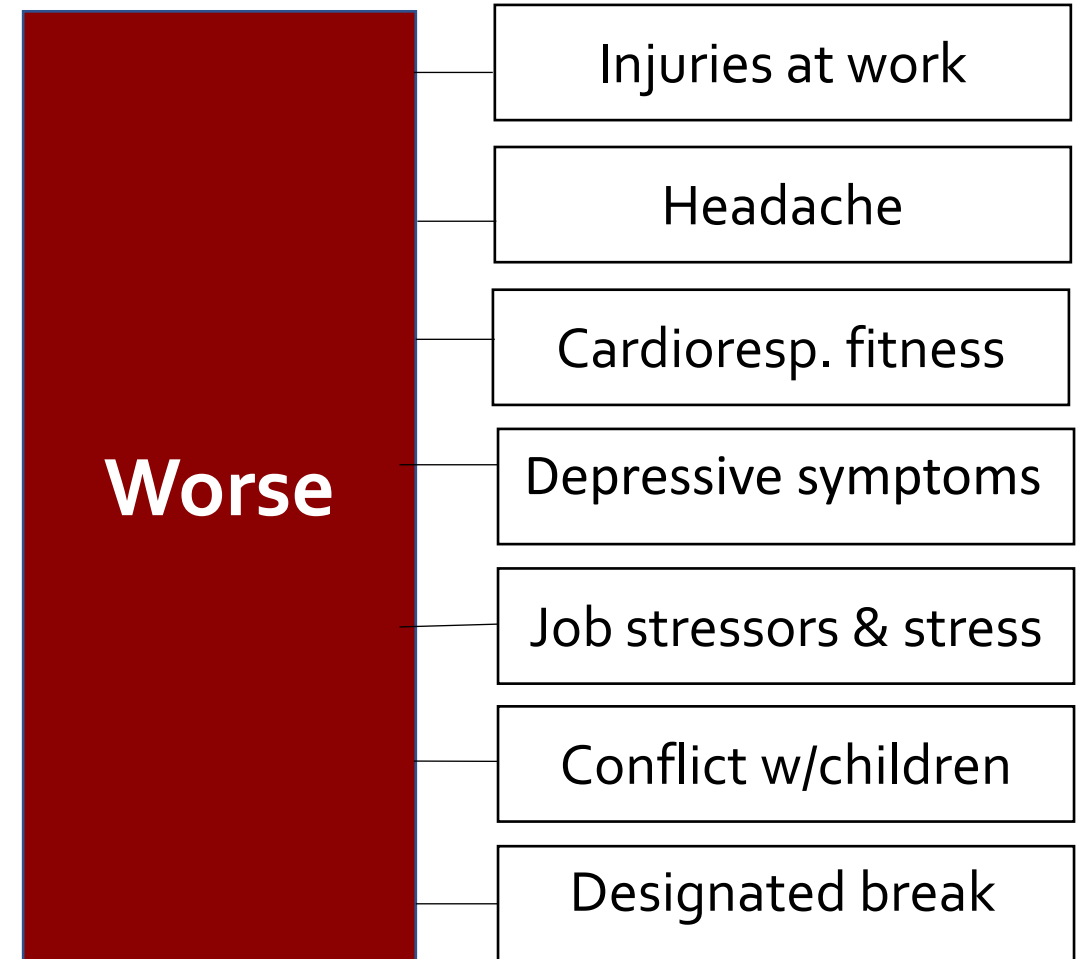 Worse
Injuries at work
Headache
Cardioresp. fitness
Depressive symptoms
Job stressors & stress
Conflict w/children
Designated break